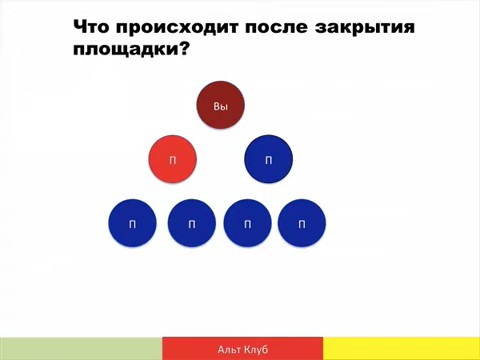 Что происходит после закрытия
площадки?
Вы
П П
П П П П
Альт Клуб